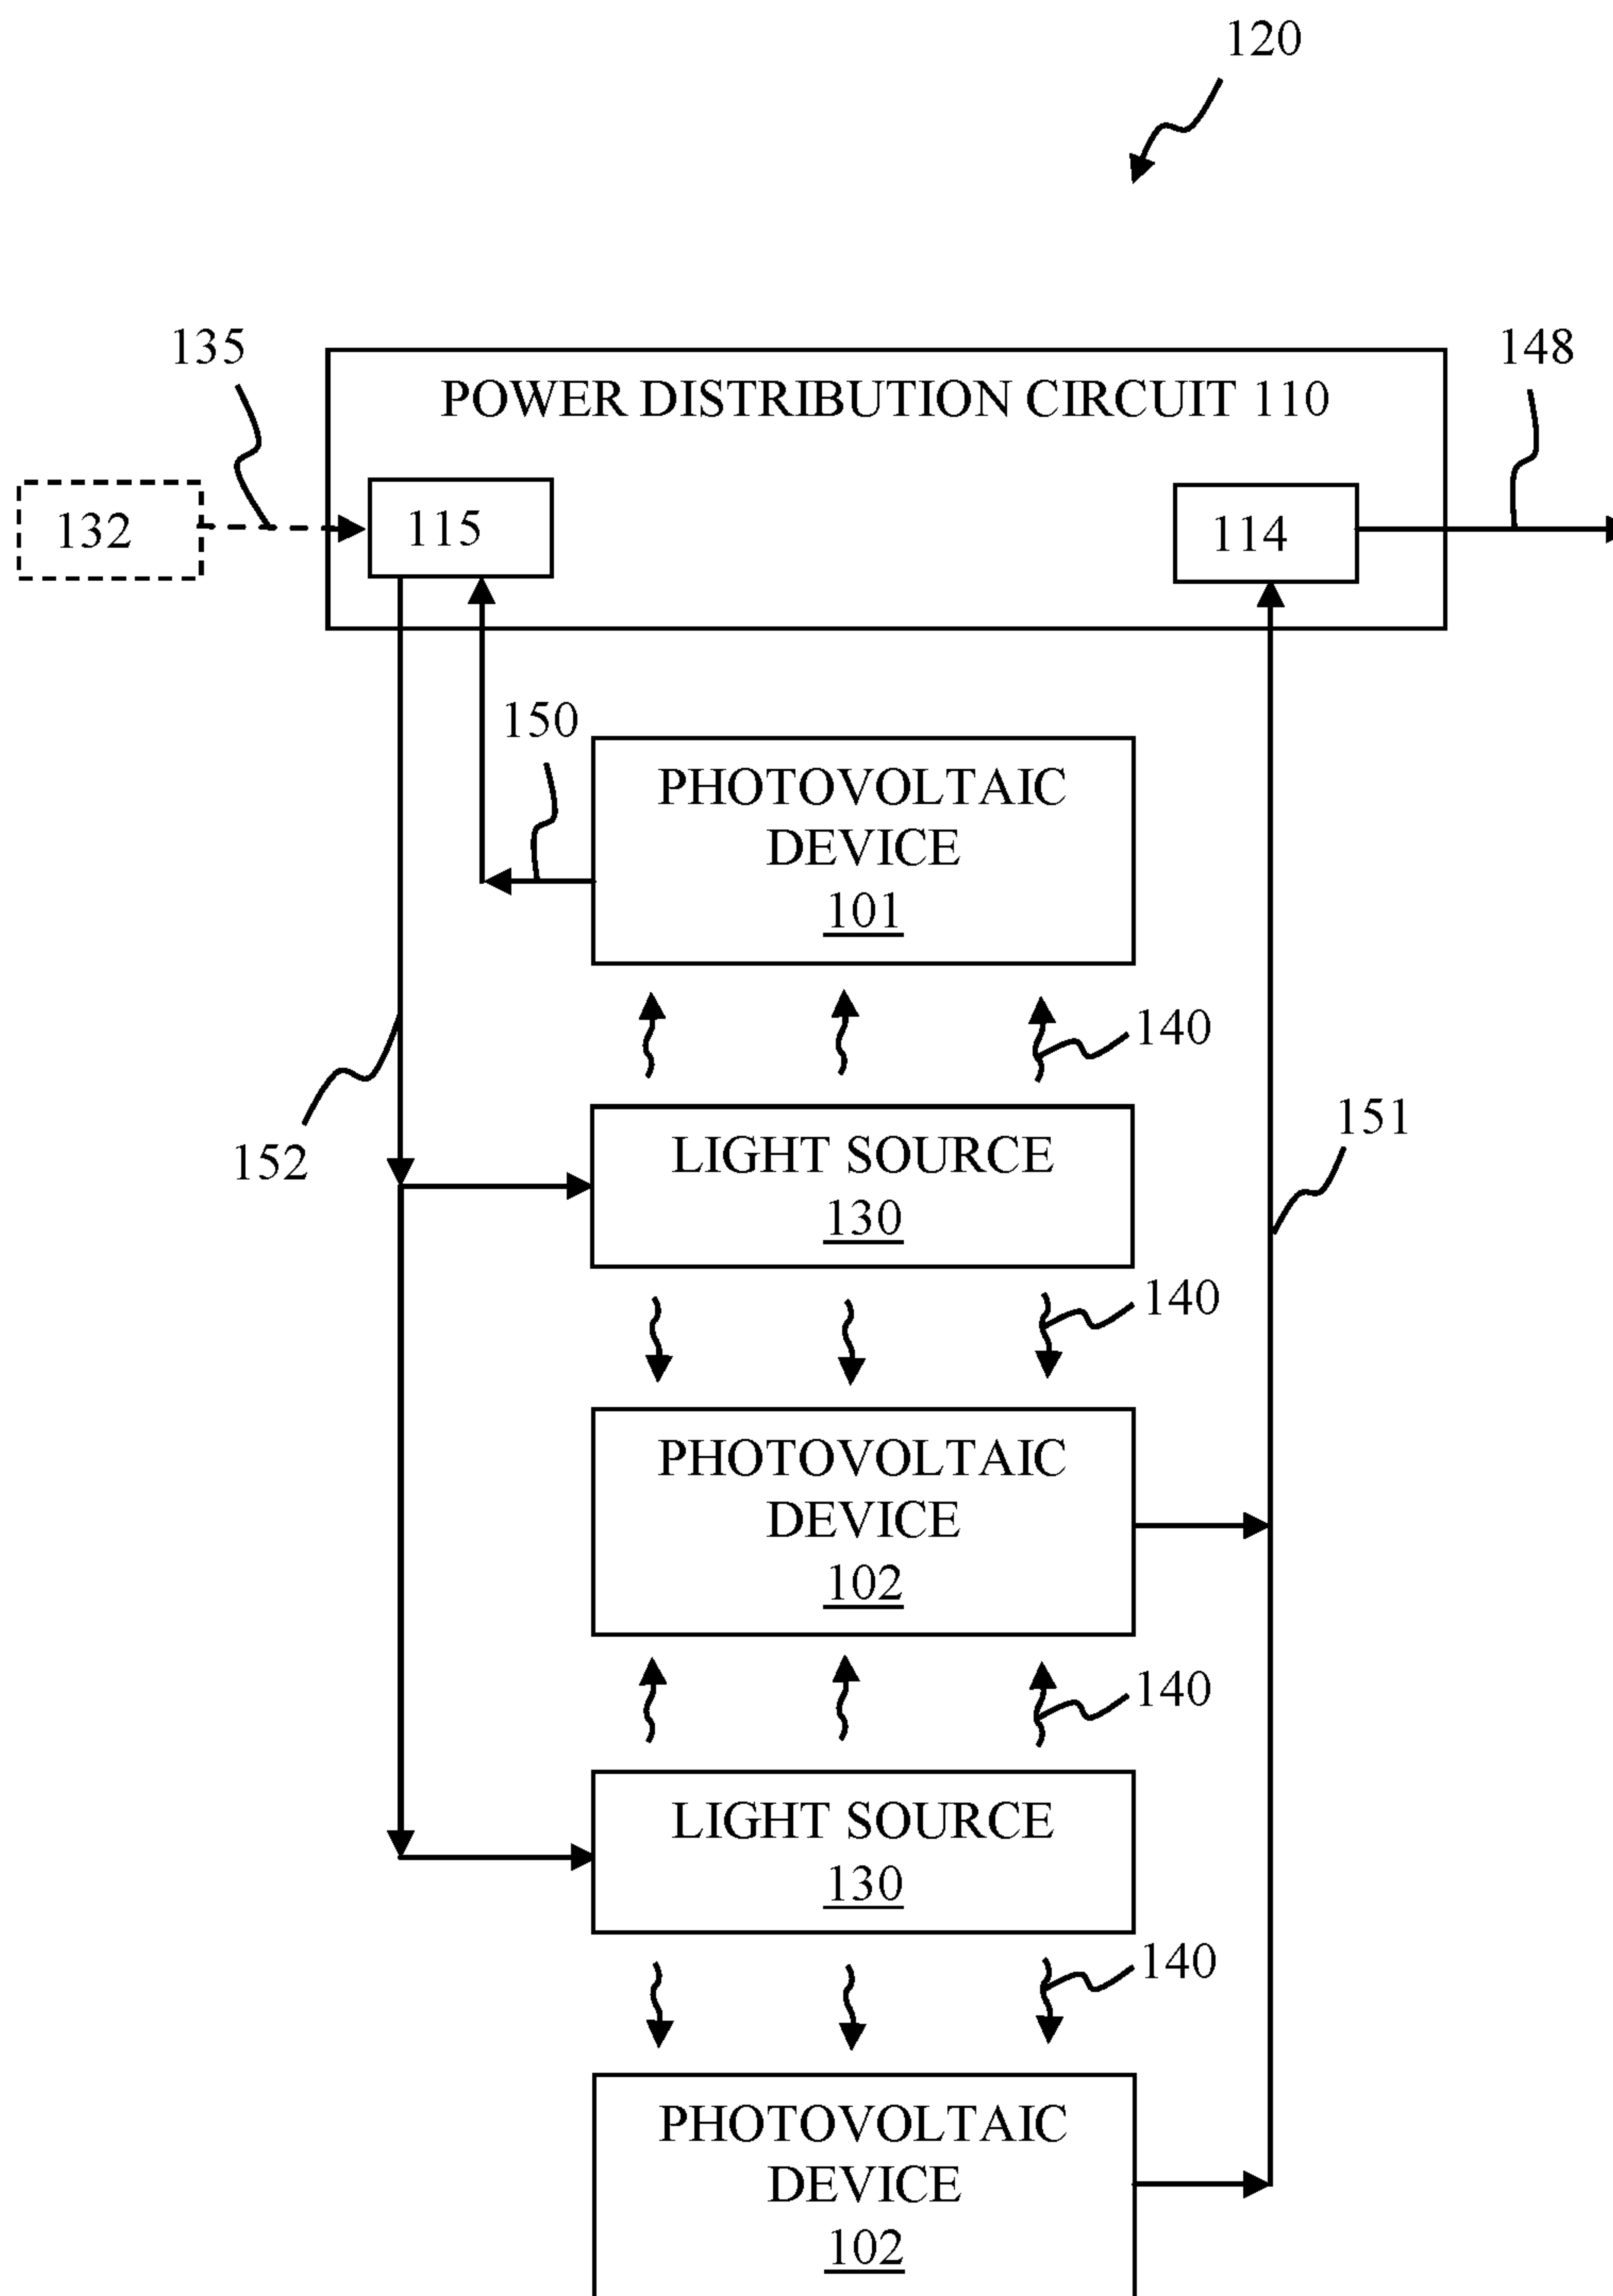 120
135
148
POWER DISTRIBUTION CIRCUIT 110
132
115
114
150
PHOTOVOLTAIC
DEVICE
101
140
151
152
LIGHT SOURCE
130
140
PHOTOVOLTAIC
DEVICE
102
140
LIGHT SOURCE
130
140
PHOTOVOLTAIC
DEVICE
102